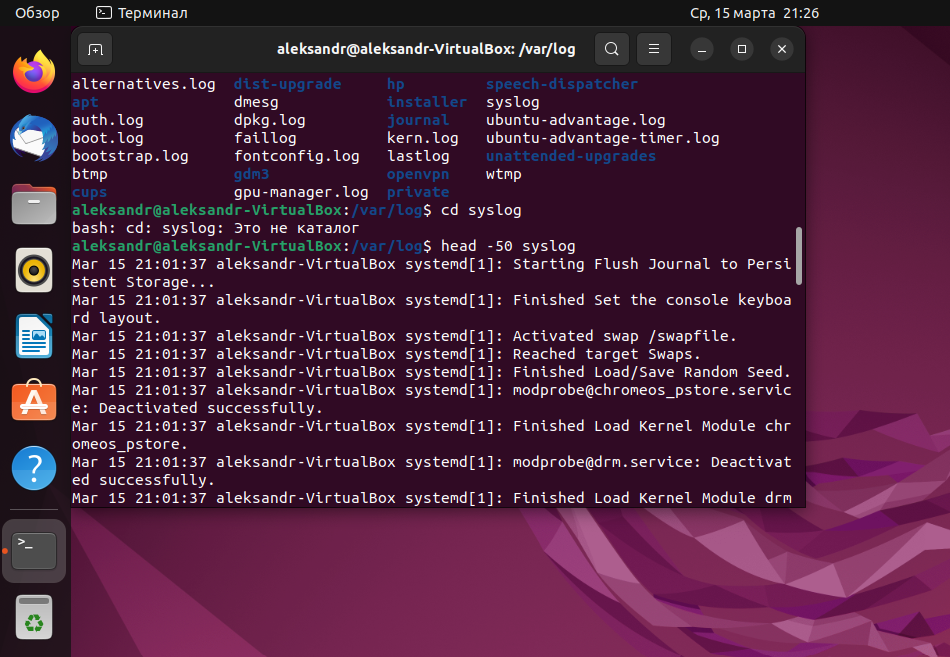 Обзор Терминал Ср, 15 марта 21:26
aleksandr@aleksandr-VirtualBox: /var/log
alternatives.log dist-upgrade hp speech-dispatcher
apt dmesg installer syslog
auth.log dpkg.log journal ubuntu-advantage.log
boot.log faillog kern.log ubuntu-advantage-timer.log
bootstrap.log fontconfig.log lastlog unattended-upgrades
btmp gdm3 openvpn wtmp
cups gpu-manager.log private
aleksandr@aleksandr-VirtualBox:/var/log$ cd syslog
bash: cd: syslog: Это не каталог
aleksandr@aleksandr-VirtualBox:/var/log$ head -50 syslog
Mar 15 21:01:37 aleksandr-VirtualBox systemd[1]: Starting Flush Journal to Persi
stent Storage...
Mar 15 21:01:37 aleksandr-VirtualBox systemd[1]: Finished Set the console keyboa
rd layout.
Mar 15 21:01:37 aleksandr-VirtualBox systemd[1]: Activated swap /swapfile.
Mar 15 21:01:37 aleksandr-VirtualBox systemd[1]: Reached target Swaps.
Mar 15 21:01:37 aleksandr-VirtualBox systemd[1]: Finished Load/Save Random Seed.
Mar 15 21:01:37 aleksandr-VirtualBox systemd[1]: modprobe@chromeos_pstore.servic
e: Deactivated successfully.
Mar 15 21:01:37 aleksandr-VirtualBox systemd[1]: Finished Load Kernel Module chr
omeos_pstore.
Mar 15 21:01:37 aleksandr-VirtualBox systemd[1]: modprobe@drm.service: Deactivat
ed successfully.
Mar 15 21:01:37 aleksandr-VirtualBox systemd[1]: Finished Load Kernel Module drm